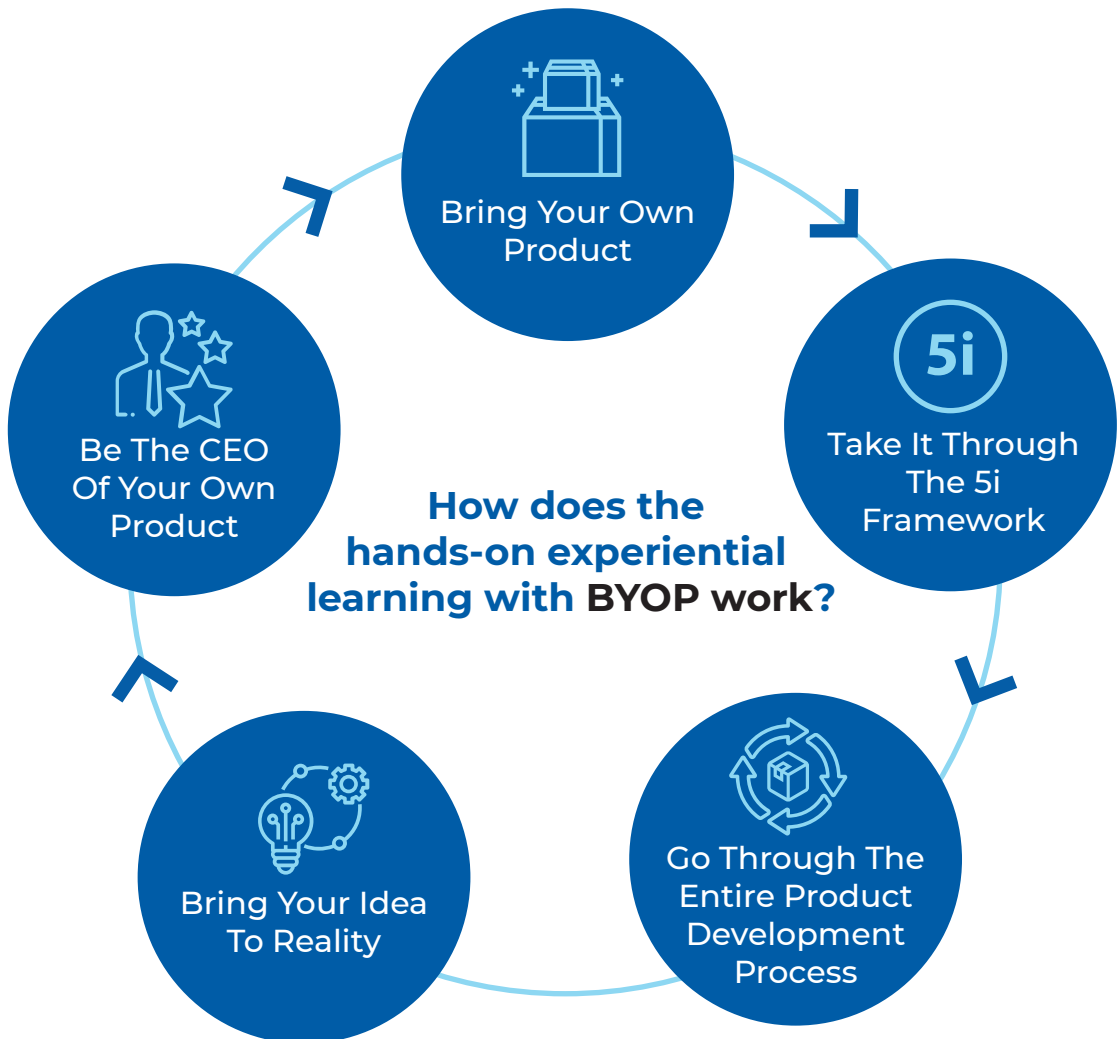 Bring Your Own
Product
5i
Take It Through
The 5i
Framework
Go Through The
Entire Product
Development
Process
Bring Your Idea
To Reality
Be The CEO
Of Your Own
Product
How does the
hands-on experiential
learning with BYOP work?